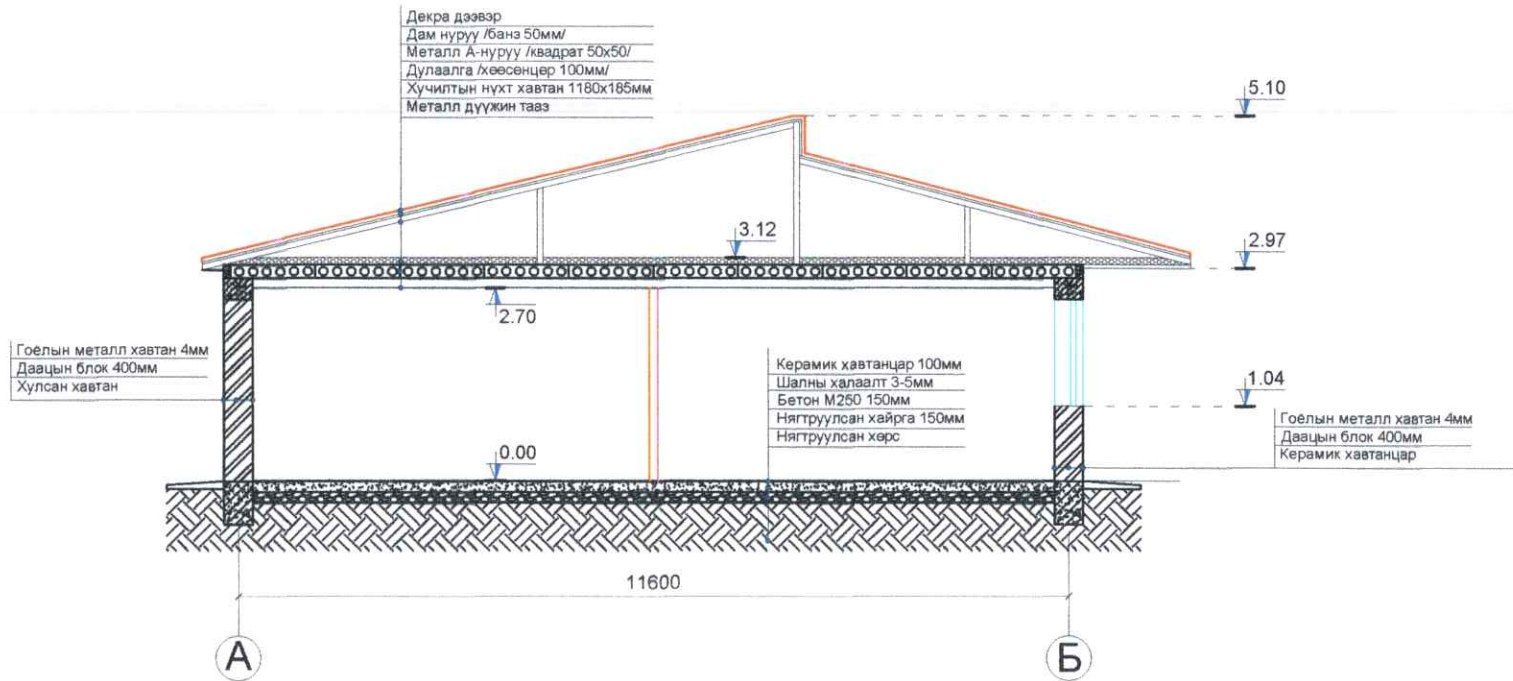 Декра дээвэр
Дам нуруу /банз 50мм/
Металл А-нуруу /квадрат 50х50/
Дулаалга /хөөсөнцөр 100мм/
Хучилтын нүхт хавтан 1180х185мм
Металл дүүжин тааз
5.10
3.12
2.97
2.70
Гоёлын металл хавтан 4мм
Даацын блок 400мм
Хулсан хавтан
Керамик хавтанцар 100мм
Шалны халаалт 3-5мм
Бетон М250 150мм
Нягтруулсан хайрга 150мм
Нягтруулсан хөрс
1.04
Гоёлын металл хавтан 4мм
Даацын блок 400мм
Керамик хавтанцар
0.00
11600
А
Б